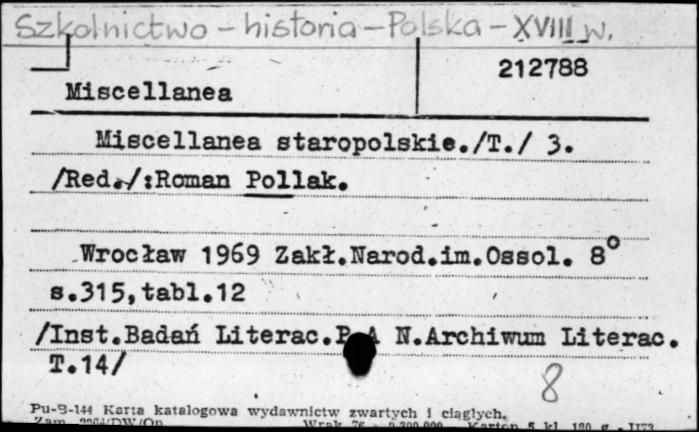 Szkolnictwo – historia – Polska – XVIII w.
212788
Miscellanea
Miscellanea staropolskie./T./ 3.
/Red./:Roman Pollak.
Wrocław 1969 Zakł.Narod.im.Ossol. 8°
s.315,tabl.12
/Inst.Badań Literac.P A N.Archiwum Literac.
T.14/
8
Pu-B-144 Karta katalogowa wydawnictw zwartych i ciągłych.